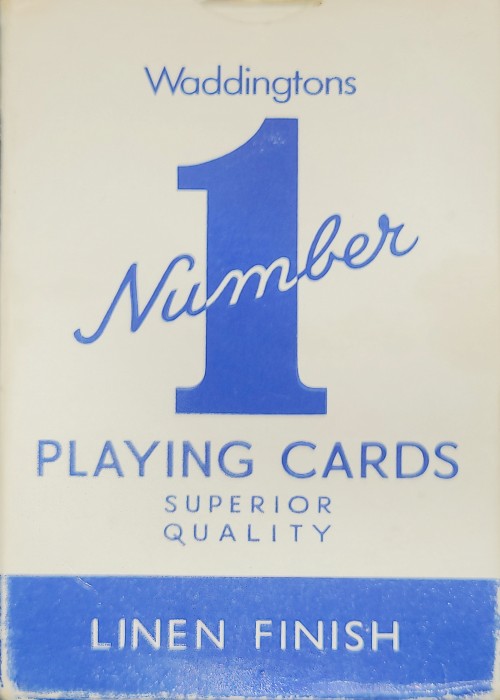 Waddingtons
1
Number
PLAYING CARDS
SUPERIOR
QUALITY
LINEN FINISH